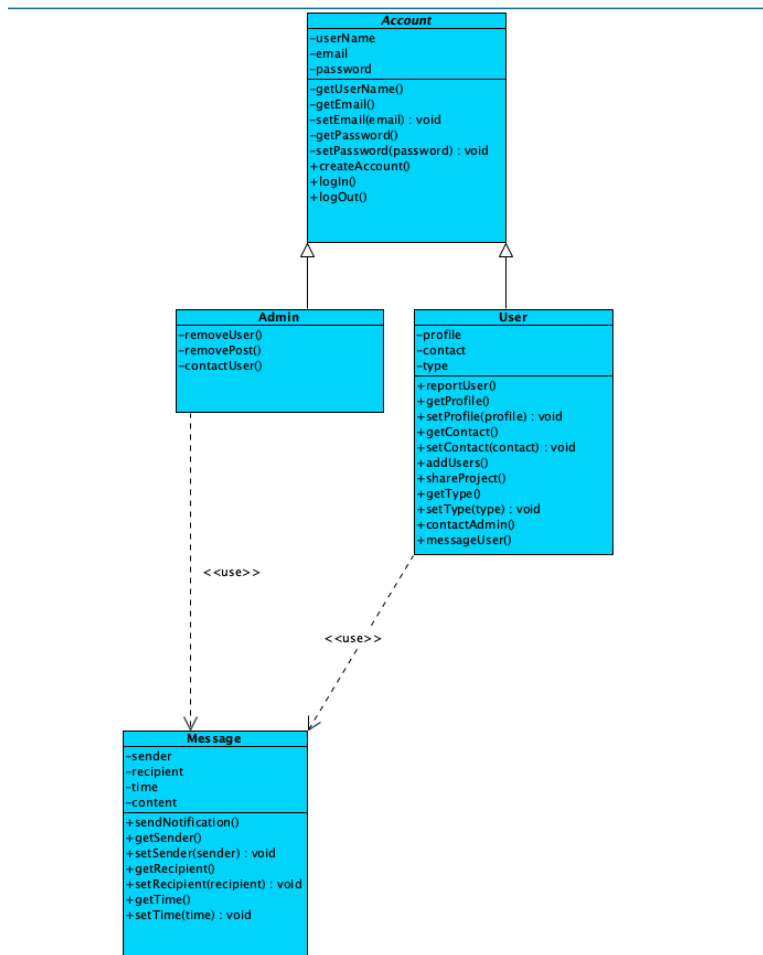 Account
-userName
-email
-password
-getUserName()
-getEmail()
-setEmail(email) : void
-getPassword()
-setPassword(password) : void
+createAccount()
+logIn()
+logOut()
Admin
-removeUser()
-removePost()
-contactUser()
User
-profile
-contact
-type
+reportUser()
+getProfile()
+setProfile(profile) : void
+getContact()
+setContact(contact) : void
+addUsers()
+shareProject()
+getType()
+setType(type) : void
+contactAdmin()
+messageUser()
<<use>>
<<use>>
Message
-sender
-recipient
-time
-content
+sendNotification()
+getSender()
+setSender(sender) : void
+getRecipient()
+setRecipient(recipient) : void
+getTime()
+setTime(time) : void